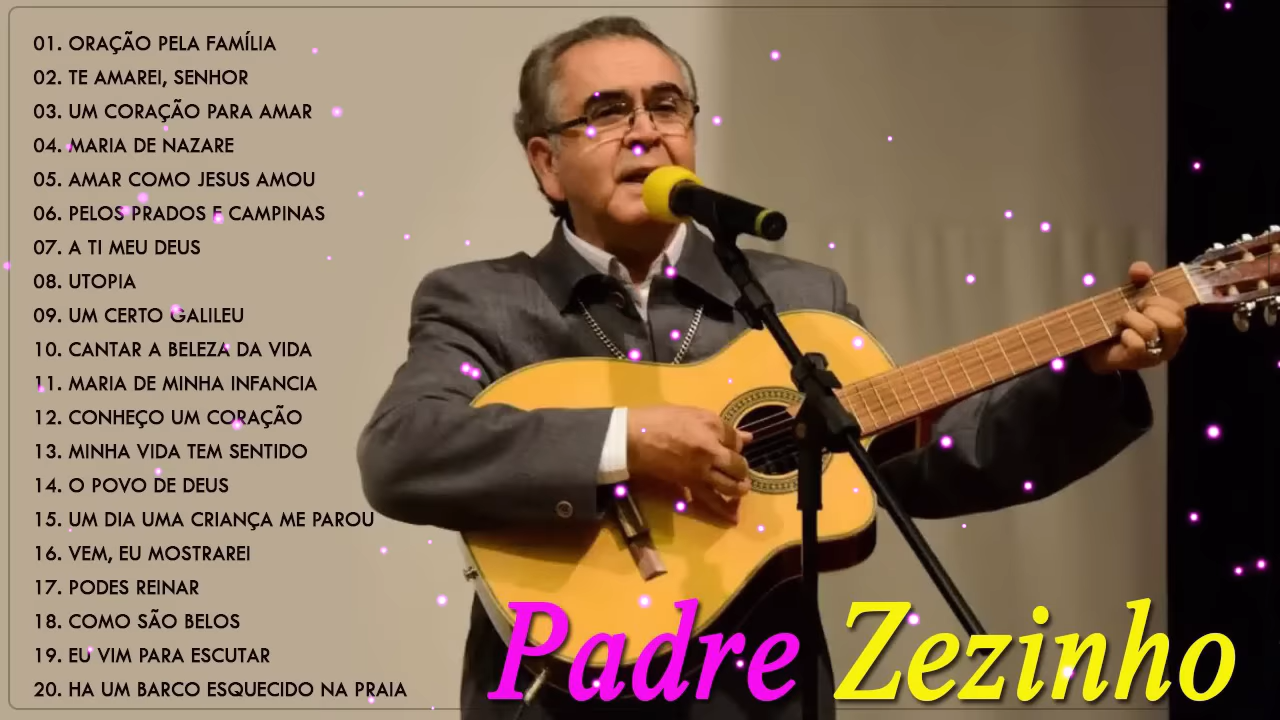 01. ORAÇÃO PELA FAMÍLIA
02. TE AMAREI, SENHOR
03. UM CORAÇÃO PARA AMAR
04. MARIA DE NAZARE
05. AMAR COMO JESUS AMOU
06. PELOS PRADOS E CAMPINAS
07. A TI MEU DEUS
08. UTOPIA
09. UM CERTO GALILEU
10. CANTAR A BELEZA DA VIDA
11. MARIA DE MINHA INFANCIA
12. CONHEÇO UM CORAÇÃO
13. MINHA VIDA TEM SENTIDO
14. O POVO DE DEUS
15. UM DIA UMA CRIANÇA ME PAROU
16. VEM, EU MOSTRAREI
17. PODES REINAR
18. COMO SÃO BELOS
19. EU VIM PARA ESCUTAR
20. HA UM BARCO ESQUECIDO NA PRAIA
Padre Zezinho